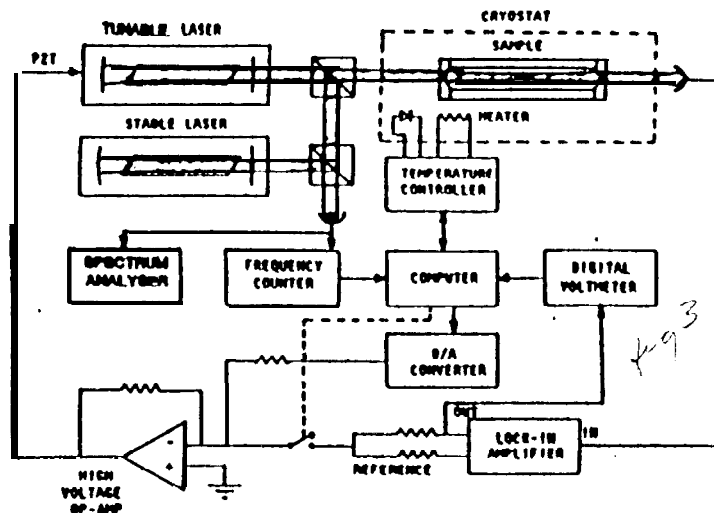 CRYOSTAT
TUNABLE LASER
SAMPLE
PZT
STABLE LASER
HEATER
TEMPERATURE
CONTROLLER
SPECTRUM
ANALYSER
FREQUENCY
COUNTER
COMPUTER
DIGITAL
VOLTMETER
D/A
CONVERTER
-
+
HIGH
VOLTAGE
OP-AMP
REFERENCE
LOCK-IN
AMPLIFIER
IN